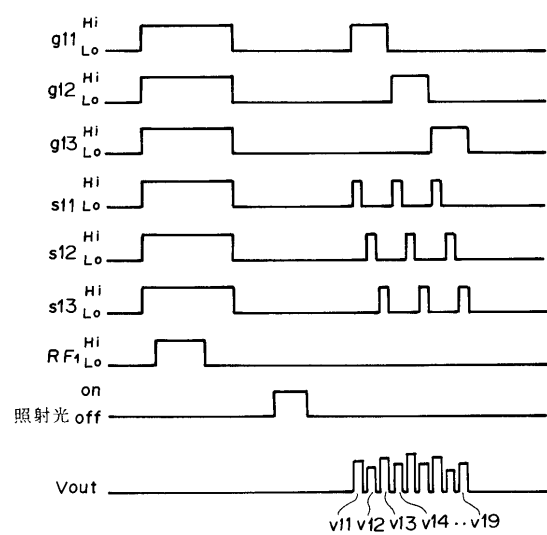 Hi
g11 Lo
Hi
g12 Lo
Hi
g13 Lo
Hi
s11 Lo
Hi
s12 Lo
Hi
s13 Lo
Hi
RF1 Lo
on
照射光 off
Vout
v11 v12 v13 v14 ‥ v19